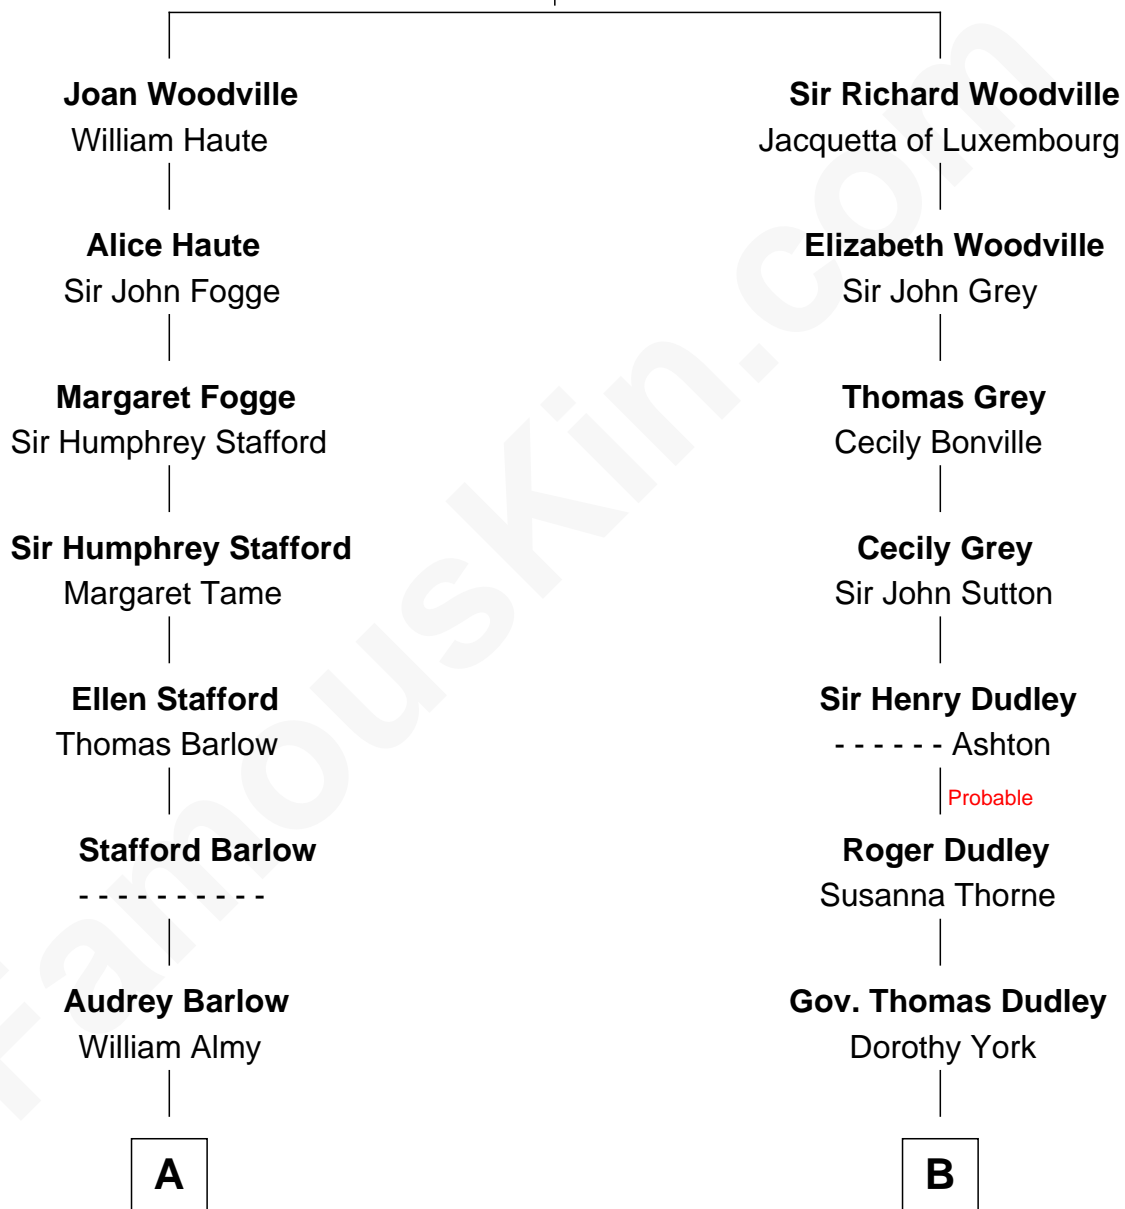 Joan Woodville
William Haute
Alice Haute
Sir John Fogge
Margaret Fogge
Sir Humphrey Stafford
Sir Humphrey Stafford
Margaret Tame
Ellen Stafford
Thomas Barlow
Stafford Barlow
- - - - - - - - - -
Audrey Barlow
William Almy
A
Sir Richard Woodville
Jacquetta of Luxembourg
Elizabeth Woodville
Sir John Grey
Thomas Grey
Cecily Bonville
Cecily Grey
Sir John Sutton
Sir Henry Dudley
- - - - - - Ashton
Probable
Roger Dudley
Susanna Thorne
Gov. Thomas Dudley
Dorothy York
B
FamousKin.com